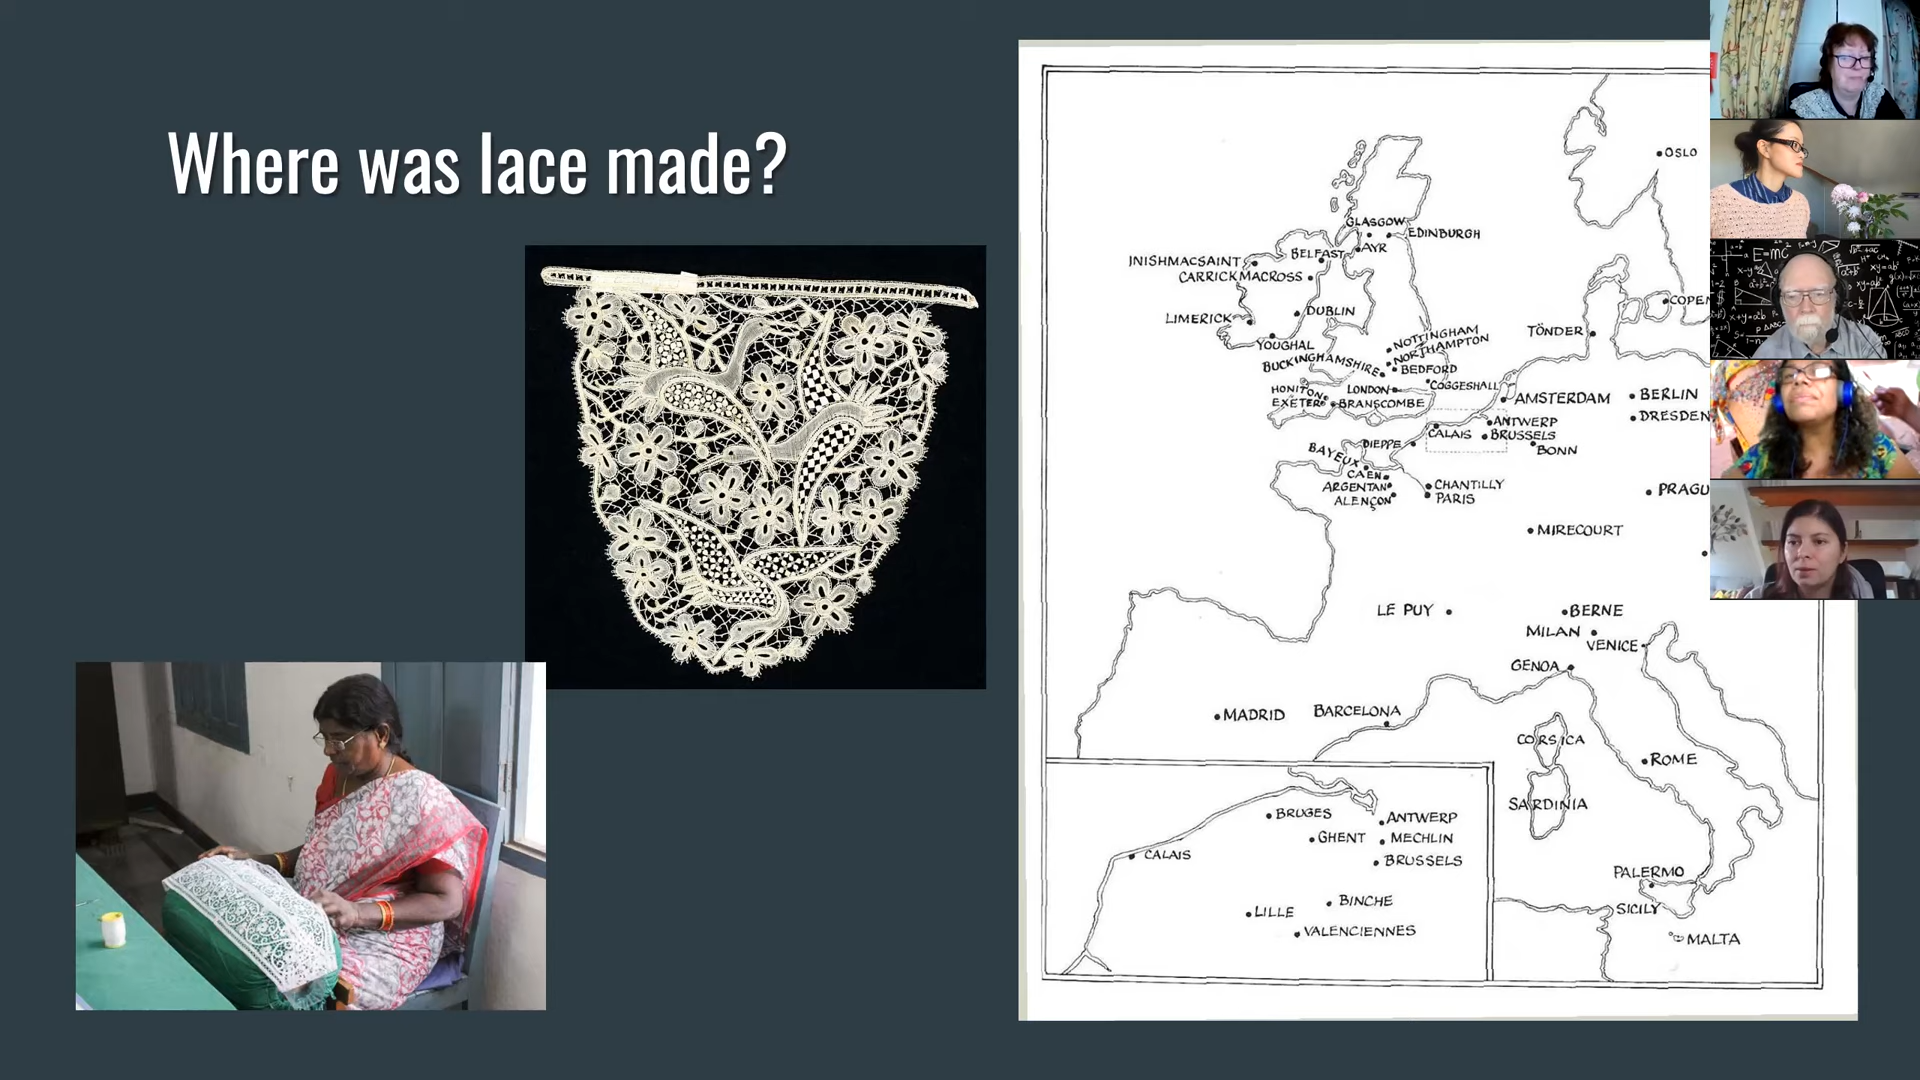 Where was lace made?
OSLO
GLASGOW
EDINBURGH
AYR
BELFAST
INISHMACSAINT
CARRICKMACROSS
COPEN
DUBLIN
LIMERICK
TÖNDER
YOUGHAL
NOTTINGHAM
NORTHAMPTON
BUCKINGHAMSHIRE
BEDFORD
COGGESHALL
HONITON
LONDON
EXETER
BRANSCOMBE
AMSTERDAM
BERLIN
DRESDEN
ANTWERP
CALAIS
BRUSSELS
DIEPPE
BONN
BAYEUX
CAEN
ARGENTAN
ALENÇON
CHANTILLY
PARIS
PRAGU
MIRECOURT
LE PUY
BERNE
MILAN
VENICE
GENOA
MADRID
BARCELONA
CORSICA
ROME
SARDINIA
PALERMO
SICILY
MALTA
BRUGES
ANTWERP
GHENT
MECHLIN
CALAIS
BRUSSELS
BINCHE
LILLE
VALENCIENNES
E=mc²